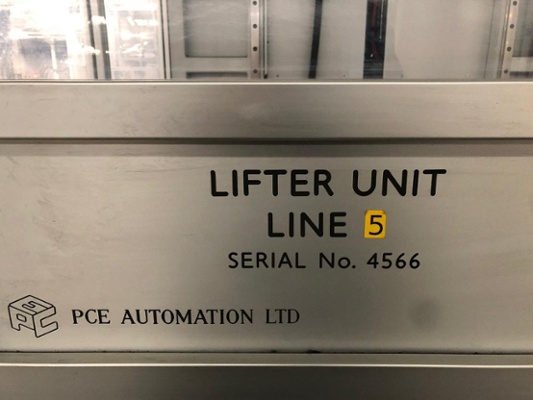 LIFTER UNIT
LINE 5
SERIAL No. 4566
PCE AUTOMATION LTD